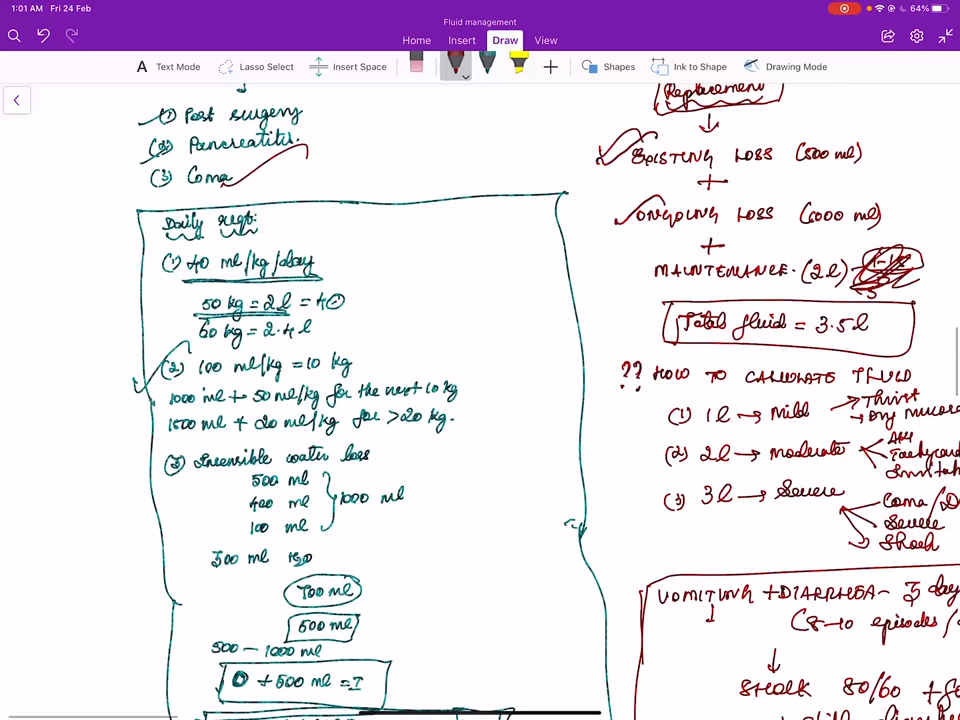 1:01 AM Fri 24 Feb
64%
Fluid management
Home Insert Draw View
Text Mode Lasso Select Insert Space Shapes Ink to Shape Drawing Mode
(1) Post surgery
(2) Pancreatitis.
(3) Coma
Daily reqt:
(1) 40 ml/kg/day
50 kg = 2l = 4
60 kg = 2.4l
(2) 100 ml/kg = 10 kg
1000 ml + 50 ml/kg for the next 10 kg
1500 ml + 20 ml/kg for >20 kg.
(3) Insensible water loss
500 ml
400 ml
100 ml
1000 ml
500 ml
700 ml
500 ml
500 - 1000 ml
O + 500 ml = I
Replacement
EXISTING LOSS (500 ml)
+
ONGOING LOSS (1000 ml)
+
MAINTENANCE. (2l)
Total fluid = 3.5l
?? HOW TO CALCULATE FLUID
(1) 1l → Mild → Thirst
→ Dry mucosa
(2) 2l → moderate
Tachycard
(3) 3l → Severe
Coma/D
Severe
Shock
VOMITING + DIARRHEA - 5 day
(8-10 episodes/
SHOCK 80/60